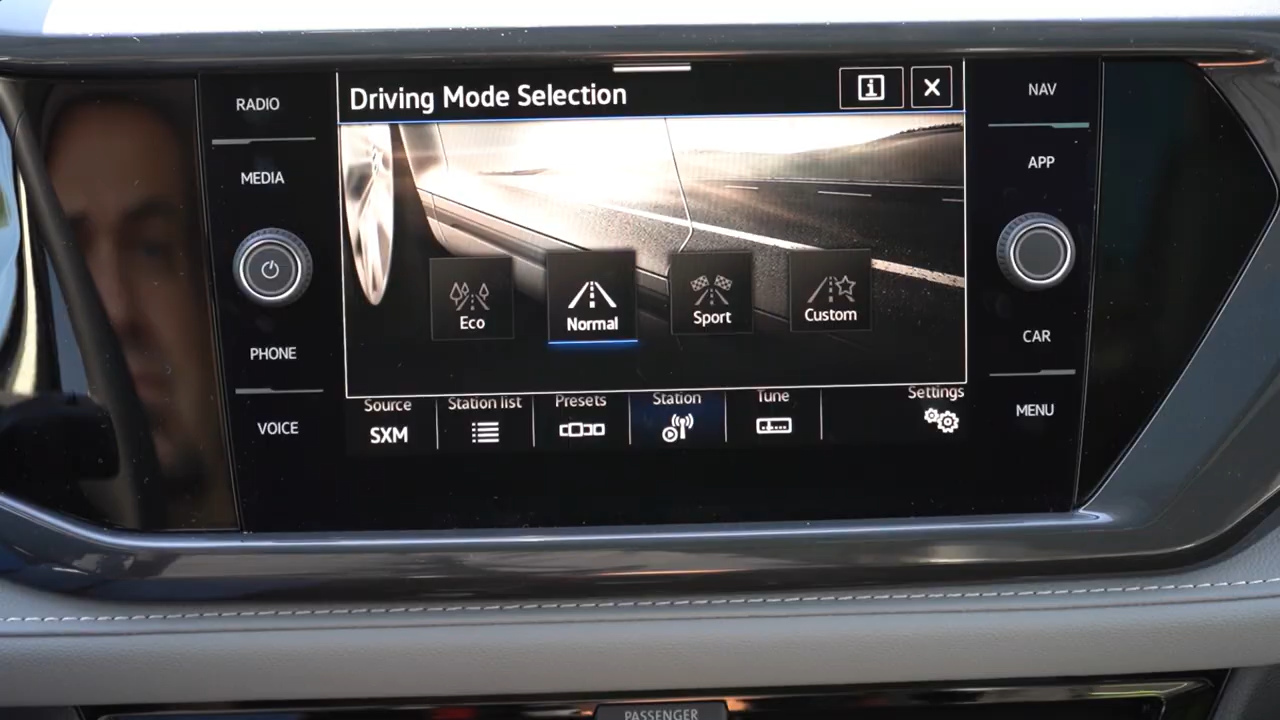 RADIO
MEDIA
PHONE
VOICE
Driving Mode Selection
i
X
Eco
Normal
Sport
Custom
Source
SXM
Station list
Presets
Station
Tune
Settings
NAV
APP
CAR
MENU
PASSENGER